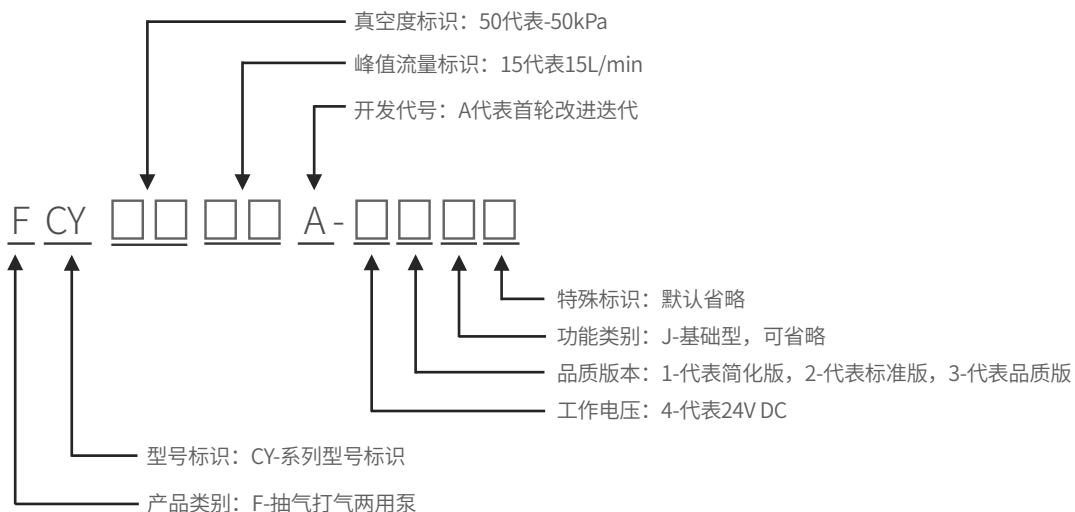 真空度标识：50代表-50kPa
峰值流量标识：15代表15L/min
开发代号：A代表首轮改进迭代
F CY □□ □□ A-□□□□
特殊标识：默认省略
功能类别：J-基础型，可省略
品质版本：1-代表简化版，2-代表标准版，3-代表品质版
工作电压：4-代表24V DC
型号标识：CY-系列型号标识
产品类别：F-抽气打气两用泵